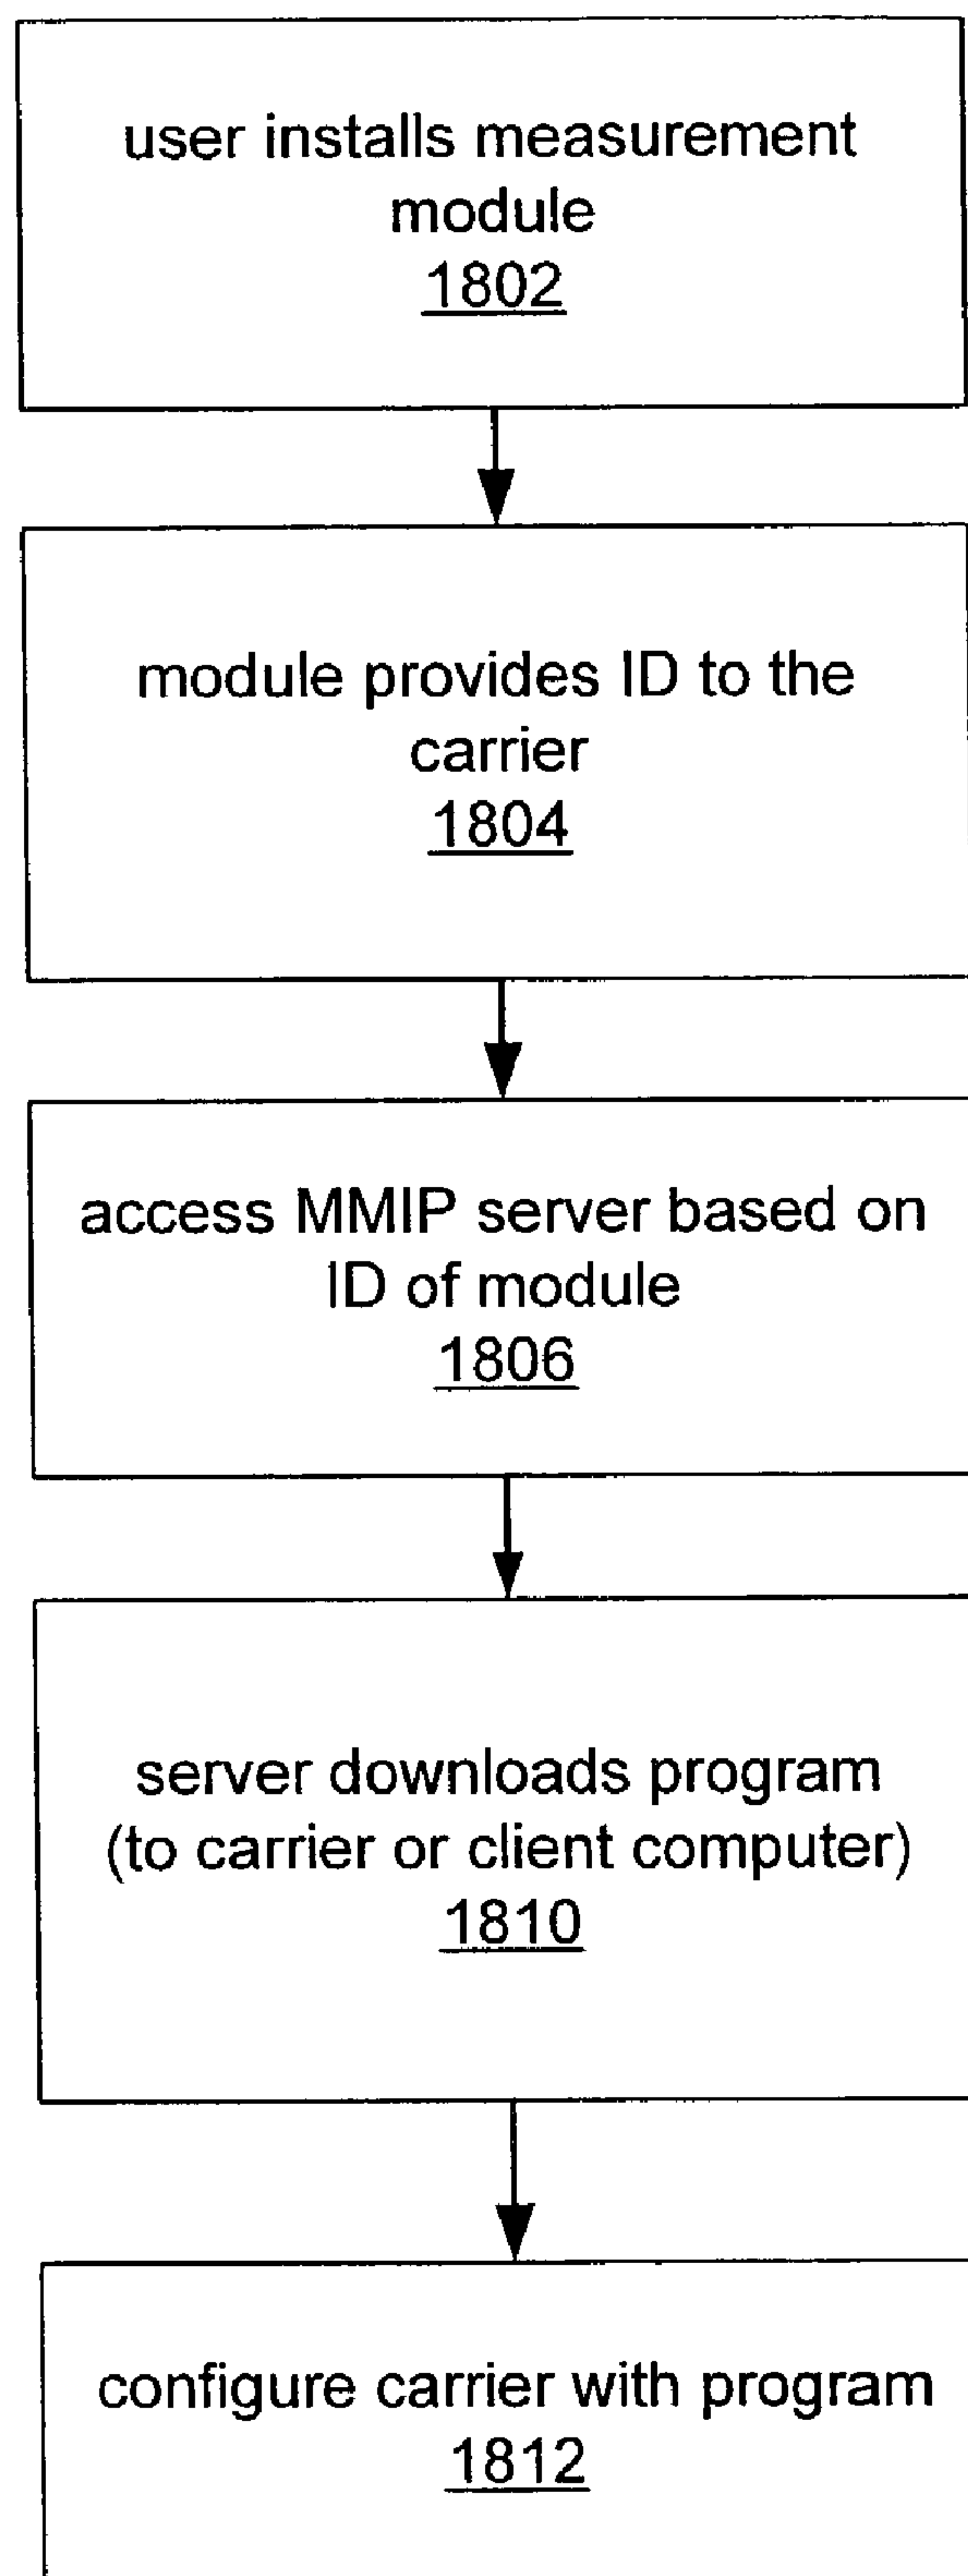 user installs measurement
module
1802
module provides ID to the
carrier
1804
access MMIP server based on
ID of module
1806
server downloads program
(to carrier or client computer)
1810
configure carrier with program
1812